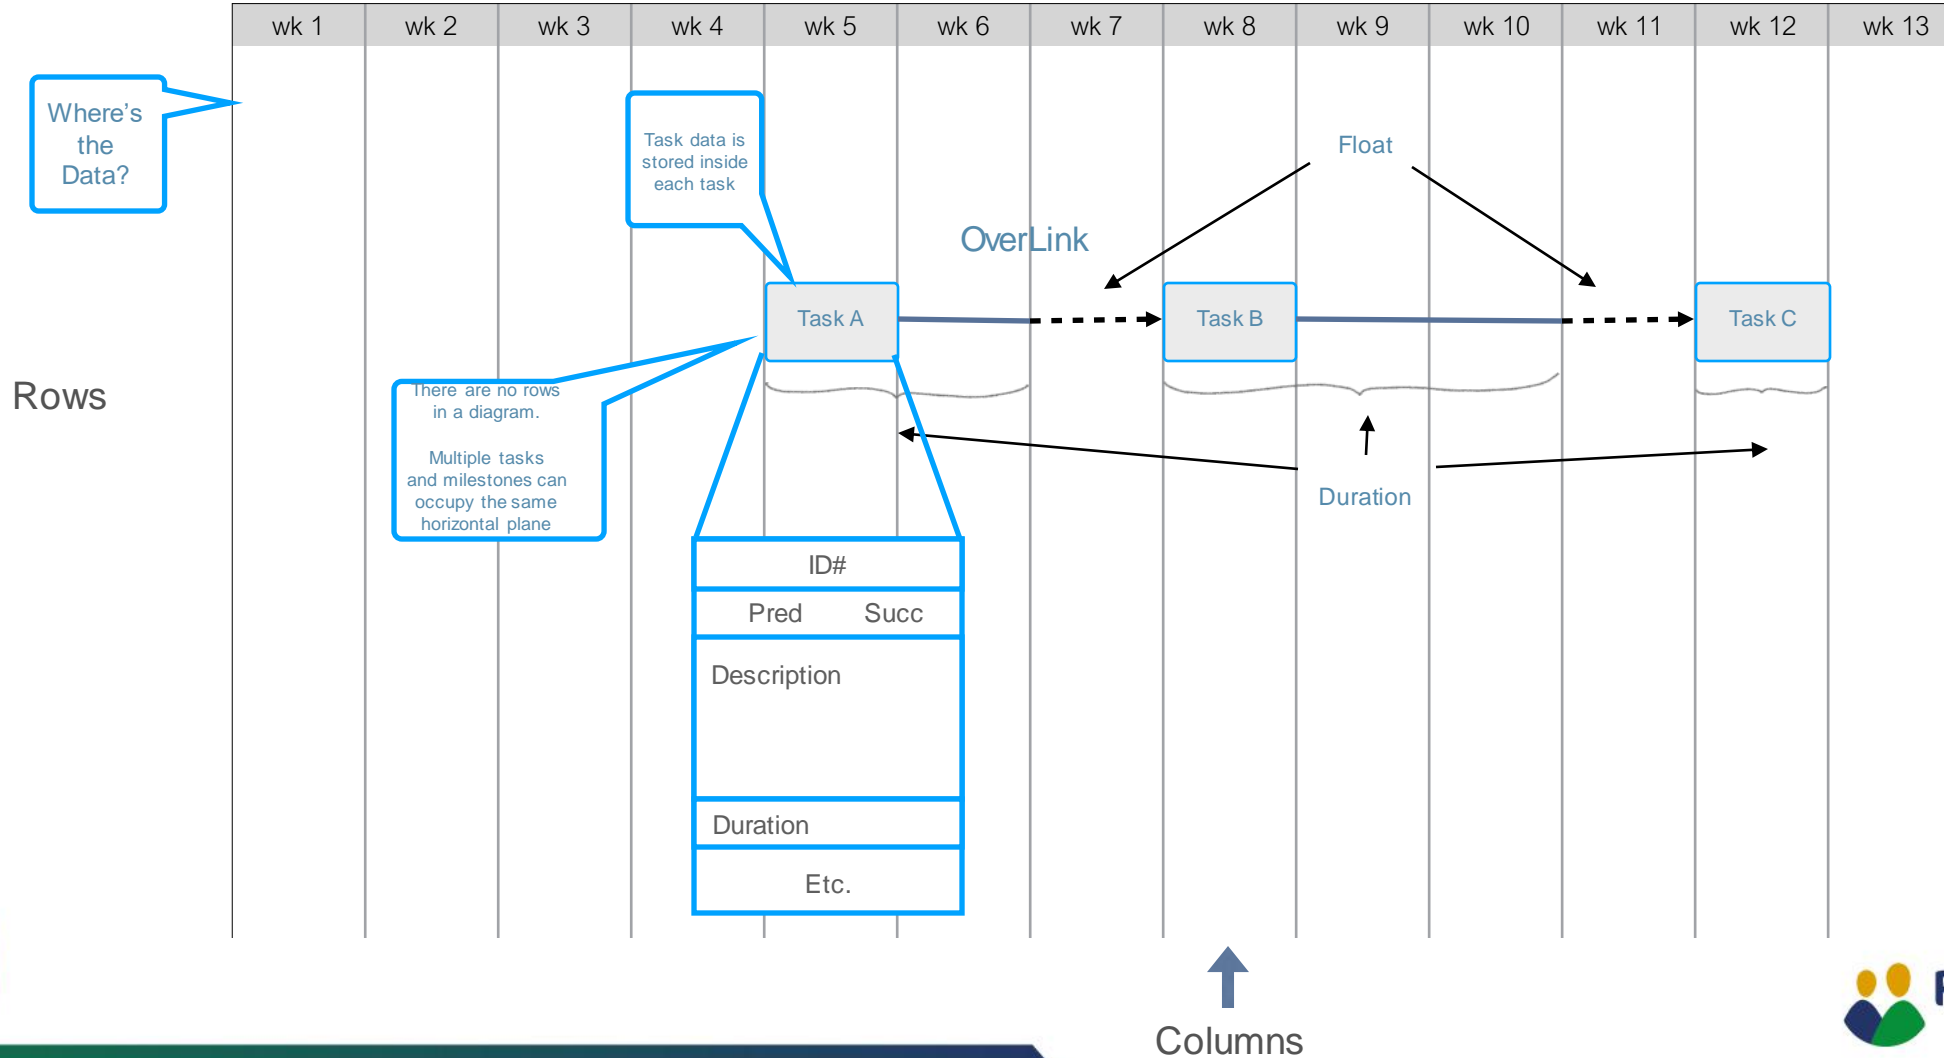 wk 1 wk 2 wk 3 wk 4 wk 5 wk 6 wk 7 wk 8 wk 9 wk 10 wk 11 wk 12 wk 13
Where's
the
Data?
Task data is
stored inside
each task
Float
OverLink
Task A
Task B
Task C
Rows
There are no rows
in a diagram.
Multiple tasks
and milestones can
occupy the same
horizontal plane
Duration
ID#
Pred Succ
Description
Duration
Etc.
Columns